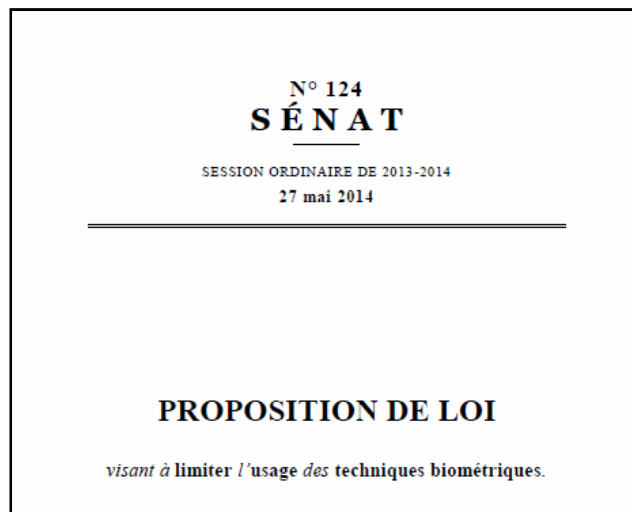 N° 124
SÉNAT
SESSION ORDINAIRE DE 2013-2014
27 mai 2014
PROPOSITION DE LOI
visant à limiter l’usage des techniques biométriques.